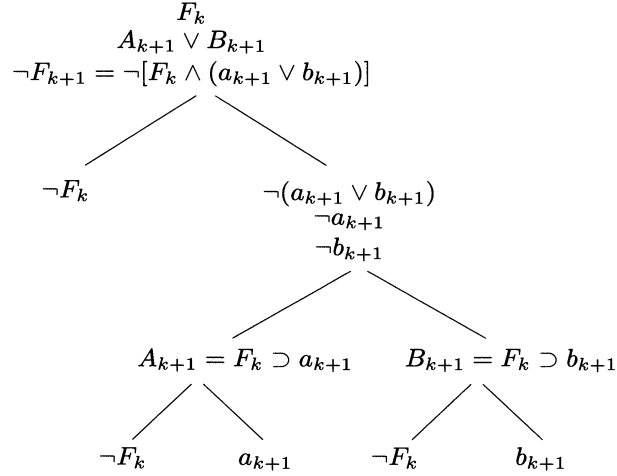 F_k
A_{k+1} ∨ B_{k+1}
¬F_{k+1} = ¬[F_k ∧ (a_{k+1} ∨ b_{k+1})]
¬F_k ¬(a_{k+1} ∨ b_{k+1})
¬a_{k+1}
¬b_{k+1}
A_{k+1} = F_k ⊃ a_{k+1} B_{k+1} = F_k ⊃ b_{k+1}
¬F_k a_{k+1} ¬F_k b_{k+1}